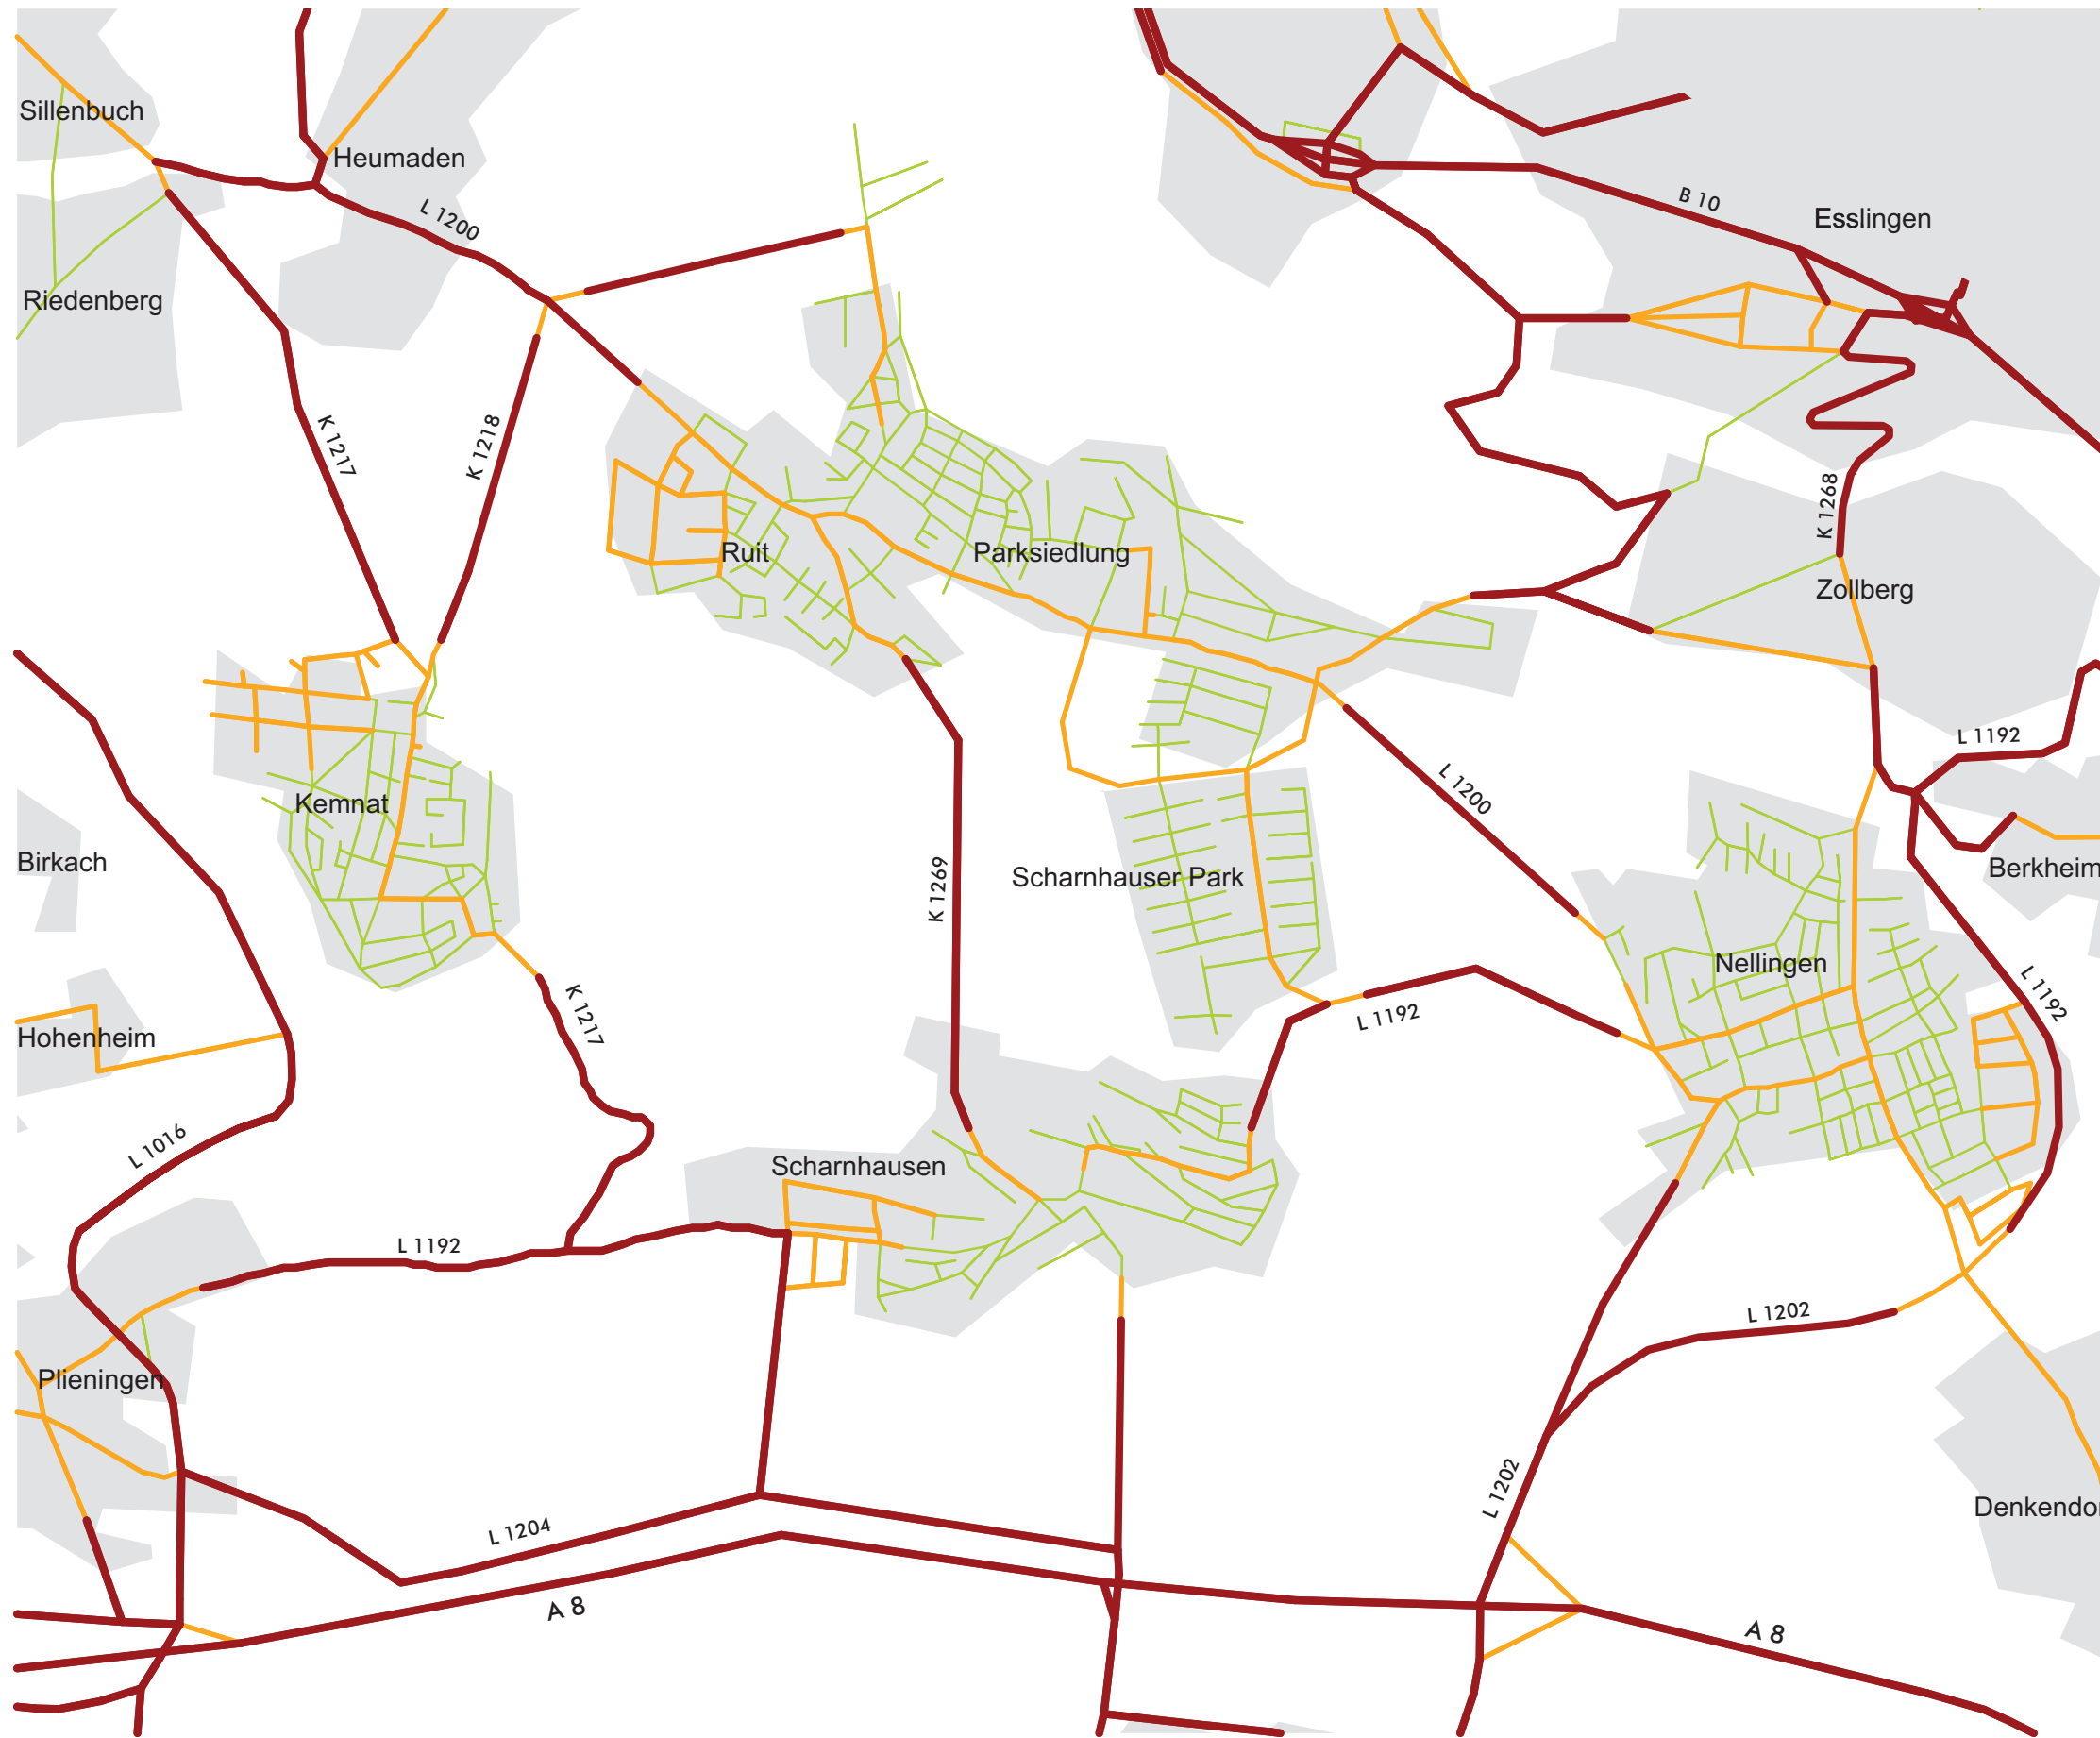 Sillenbuch
Heumaden
L 1200
B 10
Esslingen
Riedenberg
K 1217
K 1218
K 1268
Ruit
Parksiedlung
Zollberg
L 1192
Kemnat
L 1200
Birkach
K 1269
Scharnhauser Park
Berkheim
Nellingen
L 1192
K 1217
L 1192
Hohenheim
L 1016
Scharnhausen
L 1192
L 1202
Plieningen
L 1202
Denkendor
L 1204
A 8
A 8